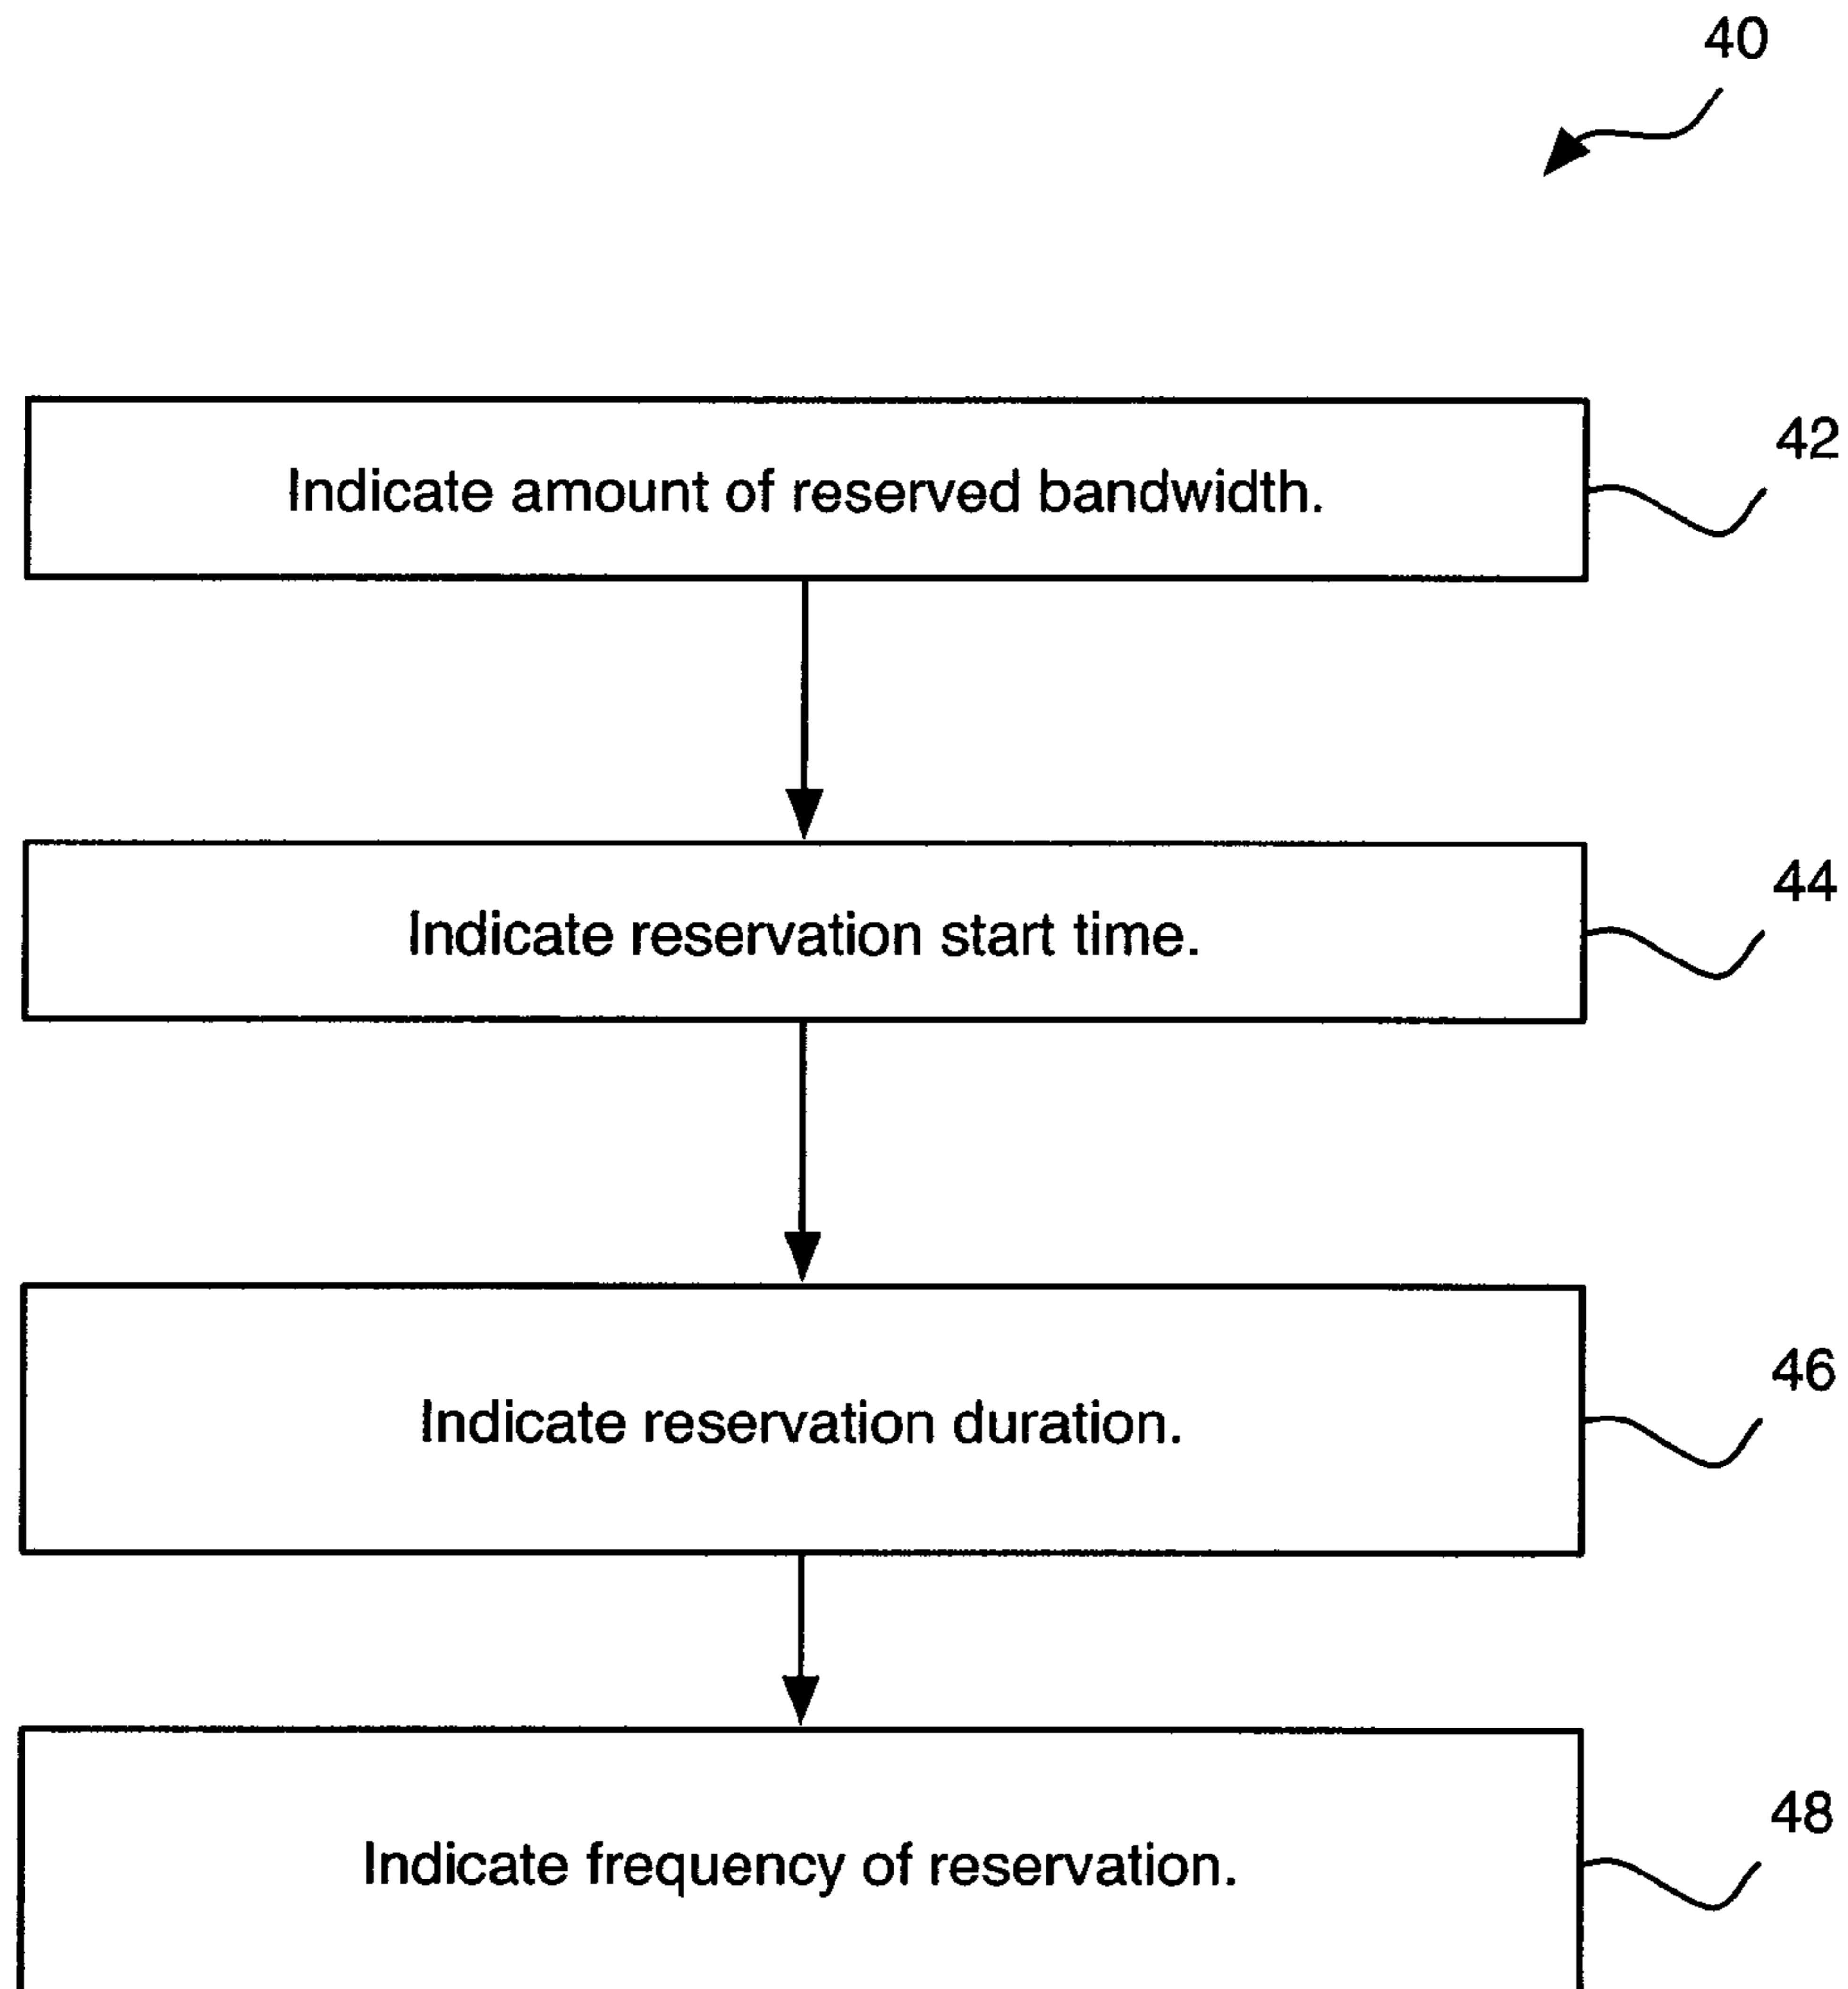 40
Indicate amount of reserved bandwidth.
42
Indicate reservation start time.
44
Indicate reservation duration.
46
Indicate frequency of reservation.
48